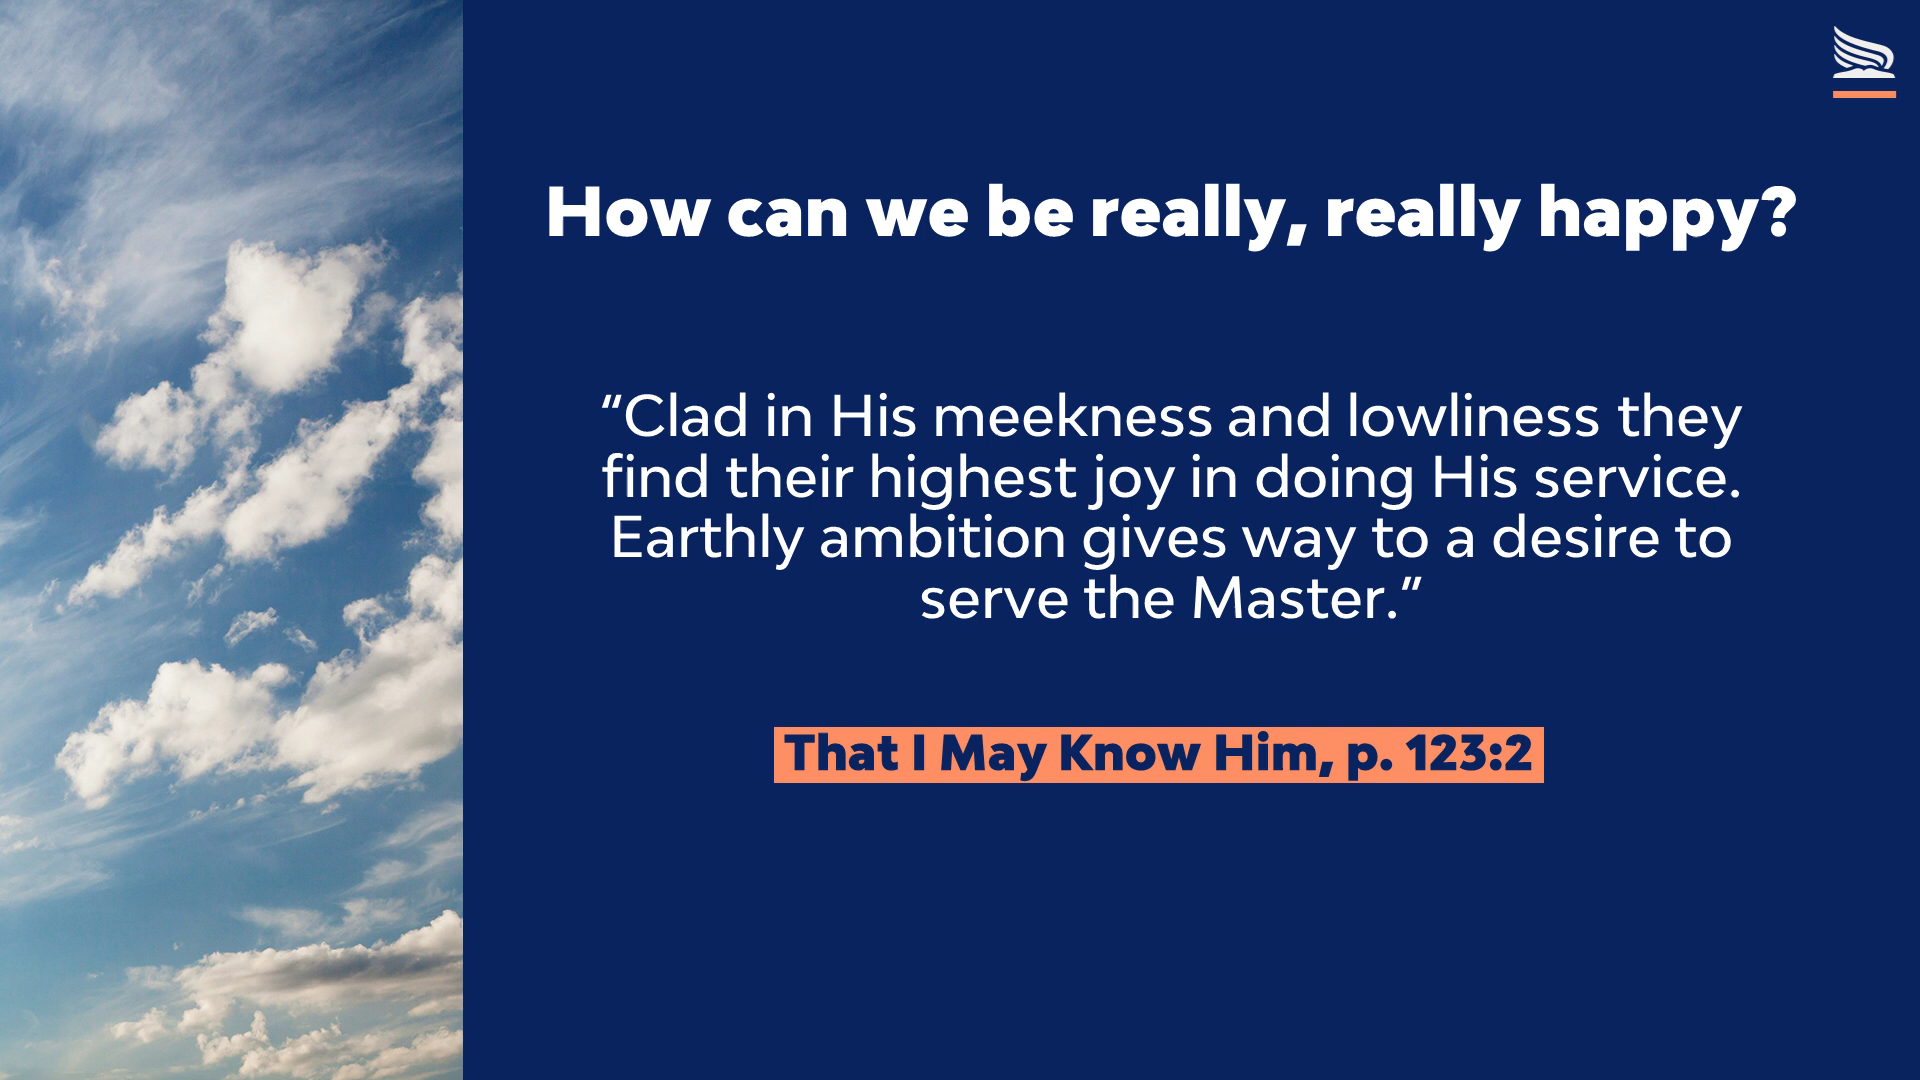 How can we be really, really happy?
“Clad in His meekness and lowliness they
find their highest joy in doing His service.
Earthly ambition gives way to a desire to
serve the Master.”
That I May Know Him, p. 123:2